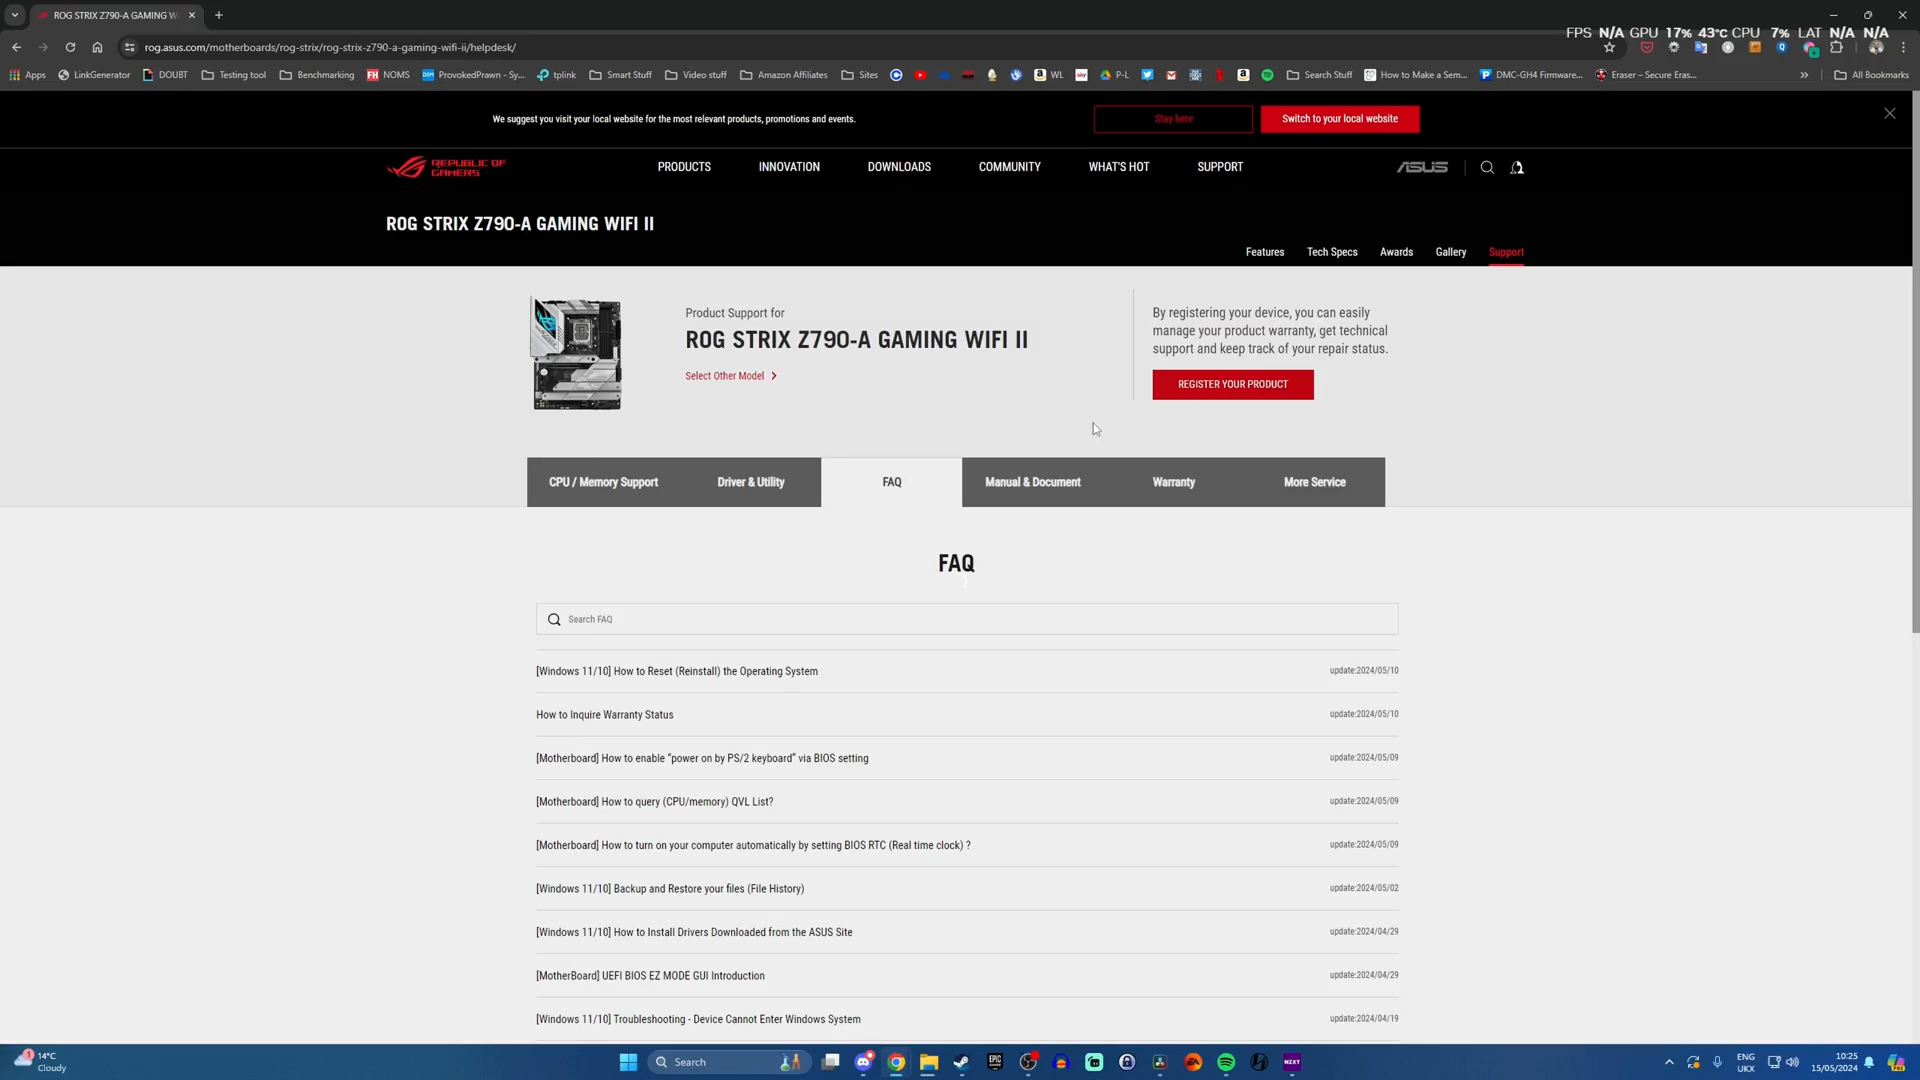 ROG STRIX Z790-A GAMING W
FPS N/A GPU 17% 43°C CPU 7% LAT N/A N/A
rog.asus.com/motherboards/rog-strix/rog-strix-z790-a-gaming-wifi-ii/helpdesk/
Apps LinkGenerator DOUBT Testing tool Benchmarking NOMS ProvokedPrawn - Sy... tplink Smart Stuff Video stuff Amazon Affiliates Sites WL P-L Search Stuff How to Make a Sem... DMC-GH4 Firmware... Eraser – Secure Eras... » All Bookmarks
We suggest you visit your local website for the most relevant products, promotions and events.
Stay here
Switch to your local website
REPUBLIC OF
GAMERS
PRODUCTS INNOVATION DOWNLOADS COMMUNITY WHAT'S HOT SUPPORT
ASUS
ROG STRIX Z790-A GAMING WIFI II
Features Tech Specs Awards Gallery Support
Product Support for
ROG STRIX Z790-A GAMING WIFI II
Select Other Model
By registering your device, you can easily
manage your product warranty, get technical
support and keep track of your repair status.
REGISTER YOUR PRODUCT
CPU / Memory Support Driver & Utility FAQ Manual & Document Warranty More Service
FAQ
Search FAQ
[Windows 11/10] How to Reset (Reinstall) the Operating System update:2024/05/10
How to Inquire Warranty Status update:2024/05/10
[Motherboard] How to enable “power on by PS/2 keyboard” via BIOS setting update:2024/05/09
[Motherboard] How to query (CPU/memory) QVL List? update:2024/05/09
[Motherboard] How to turn on your computer automatically by setting BIOS RTC (Real time clock) ? update:2024/05/09
[Windows 11/10] Backup and Restore your files (File History) update:2024/05/02
[Windows 11/10] How to Install Drivers Downloaded from the ASUS Site update:2024/04/29
[MotherBoard] UEFI BIOS EZ MODE GUI Introduction update:2024/04/29
[Windows 11/10] Troubleshooting - Device Cannot Enter Windows System update:2024/04/19
14°C
Cloudy
Search
EPIC
NZXT
ENG
UKX
10:25
15/05/2024